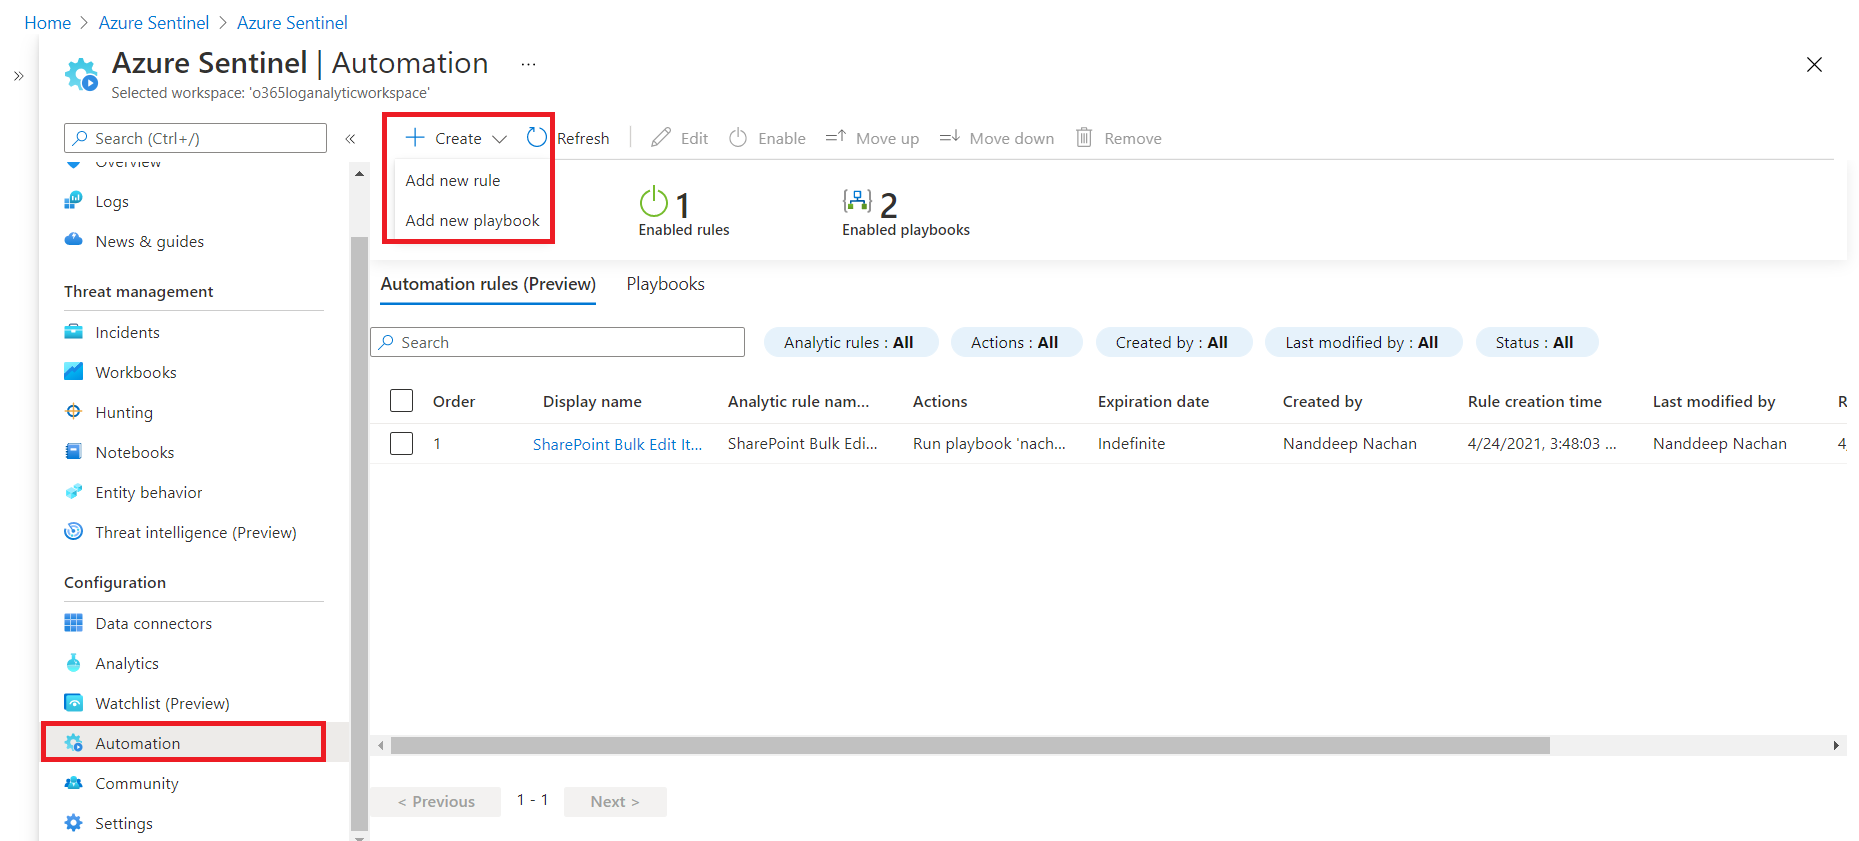 Home > Azure Sentinel > Azure Sentinel
Azure Sentinel | Automation ...
Selected workspace: 'o365loganalyticworkspace'
Search (Ctrl+/)
«
»
Overview
Logs
News & guides
Threat management
Incidents
Workbooks
Hunting
Notebooks
Entity behavior
Threat intelligence (Preview)
Configuration
Data connectors
Analytics
Watchlist (Preview)
Automation
Community
Settings
Create Refresh Edit Enable Move up Move down Remove
Add new rule
Add new playbook
1
Enabled rules
2
Enabled playbooks
Automation rules (Preview) Playbooks
Search Analytic rules : All Actions : All Created by : All Last modified by : All Status : All
Order Display name Analytic rule nam... Actions Expiration date Created by Rule creation time Last modified by R
1 SharePoint Bulk Edit It... SharePoint Bulk Edi... Run playbook 'nach... Indefinite Nanddeep Nachan 4/24/2021, 3:48:03 ... Nanddeep Nachan 4
< Previous 1 - 1 Next >